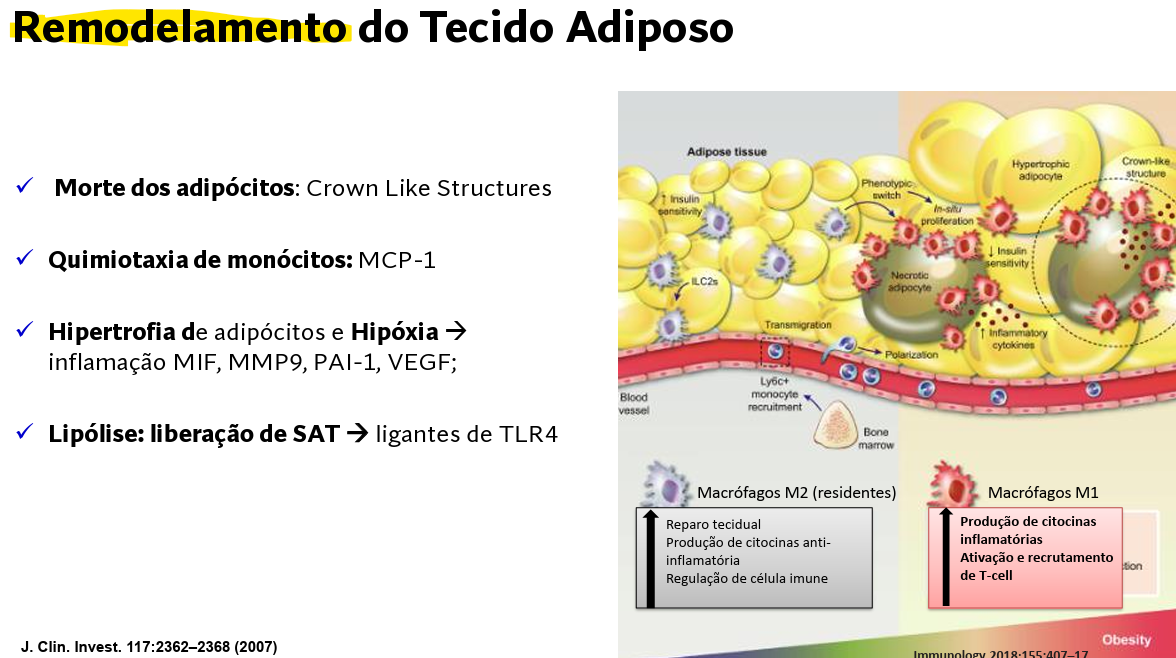 Remodelamento do Tecido Adiposo
✓ Morte dos adipócitos: Crown Like Structures
✓ Quimiotaxia de monócitos: MCP-1
✓ Hipertrofia de adipócitos e Hipóxia →
inflamação MIF, MMP9, PAI-1, VEGF;
✓ Lipólise: liberação de SAT → ligantes de TLR4
J. Clin. Invest. 117:2362–2368 (2007)
Adipose tissue
↑ Insulin
sensitivity
ILC2s
Phenotypic
switch
In-situ
proliferation
Hypertrophic
adipocyte
Crown-like
structure
↓ Insulin
sensitivity
Necrotic
adipocyte
↑ Inflammatory
cytokines
Transmigration
Polarization
Ly6c+
monocyte
recruitment
Blood
vessel
Bone
marrow
Macrófagos M2 (residentes)
Reparo tecidual
Produção de citocinas anti-
inflamatória
Regulação de célula imune
Macrófagos M1
Produção de citocinas
inflamatórias
Ativação e recrutamento
de T-cell
Obesity
Immunology 2018;155:407–17